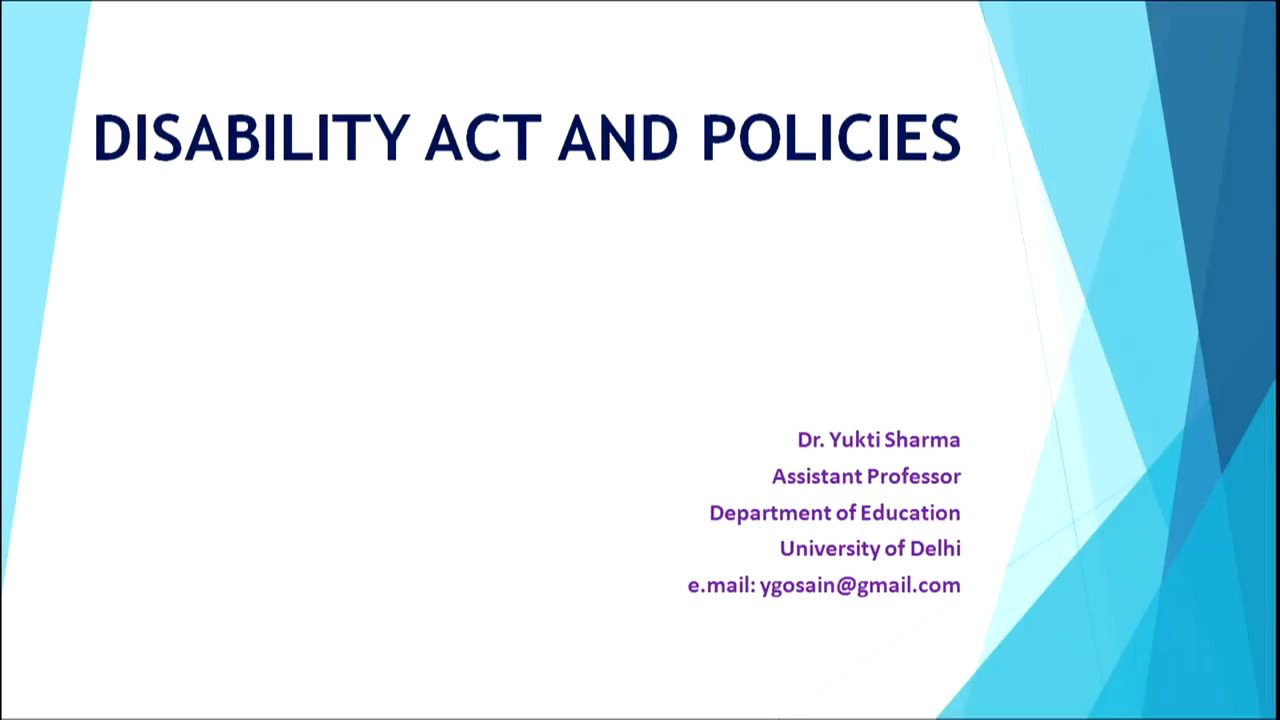 DISABILITY ACT AND POLICIES
Dr. Yukti Sharma
Assistant Professor
Department of Education
University of Delhi
e.mail: ygosain@gmail.com